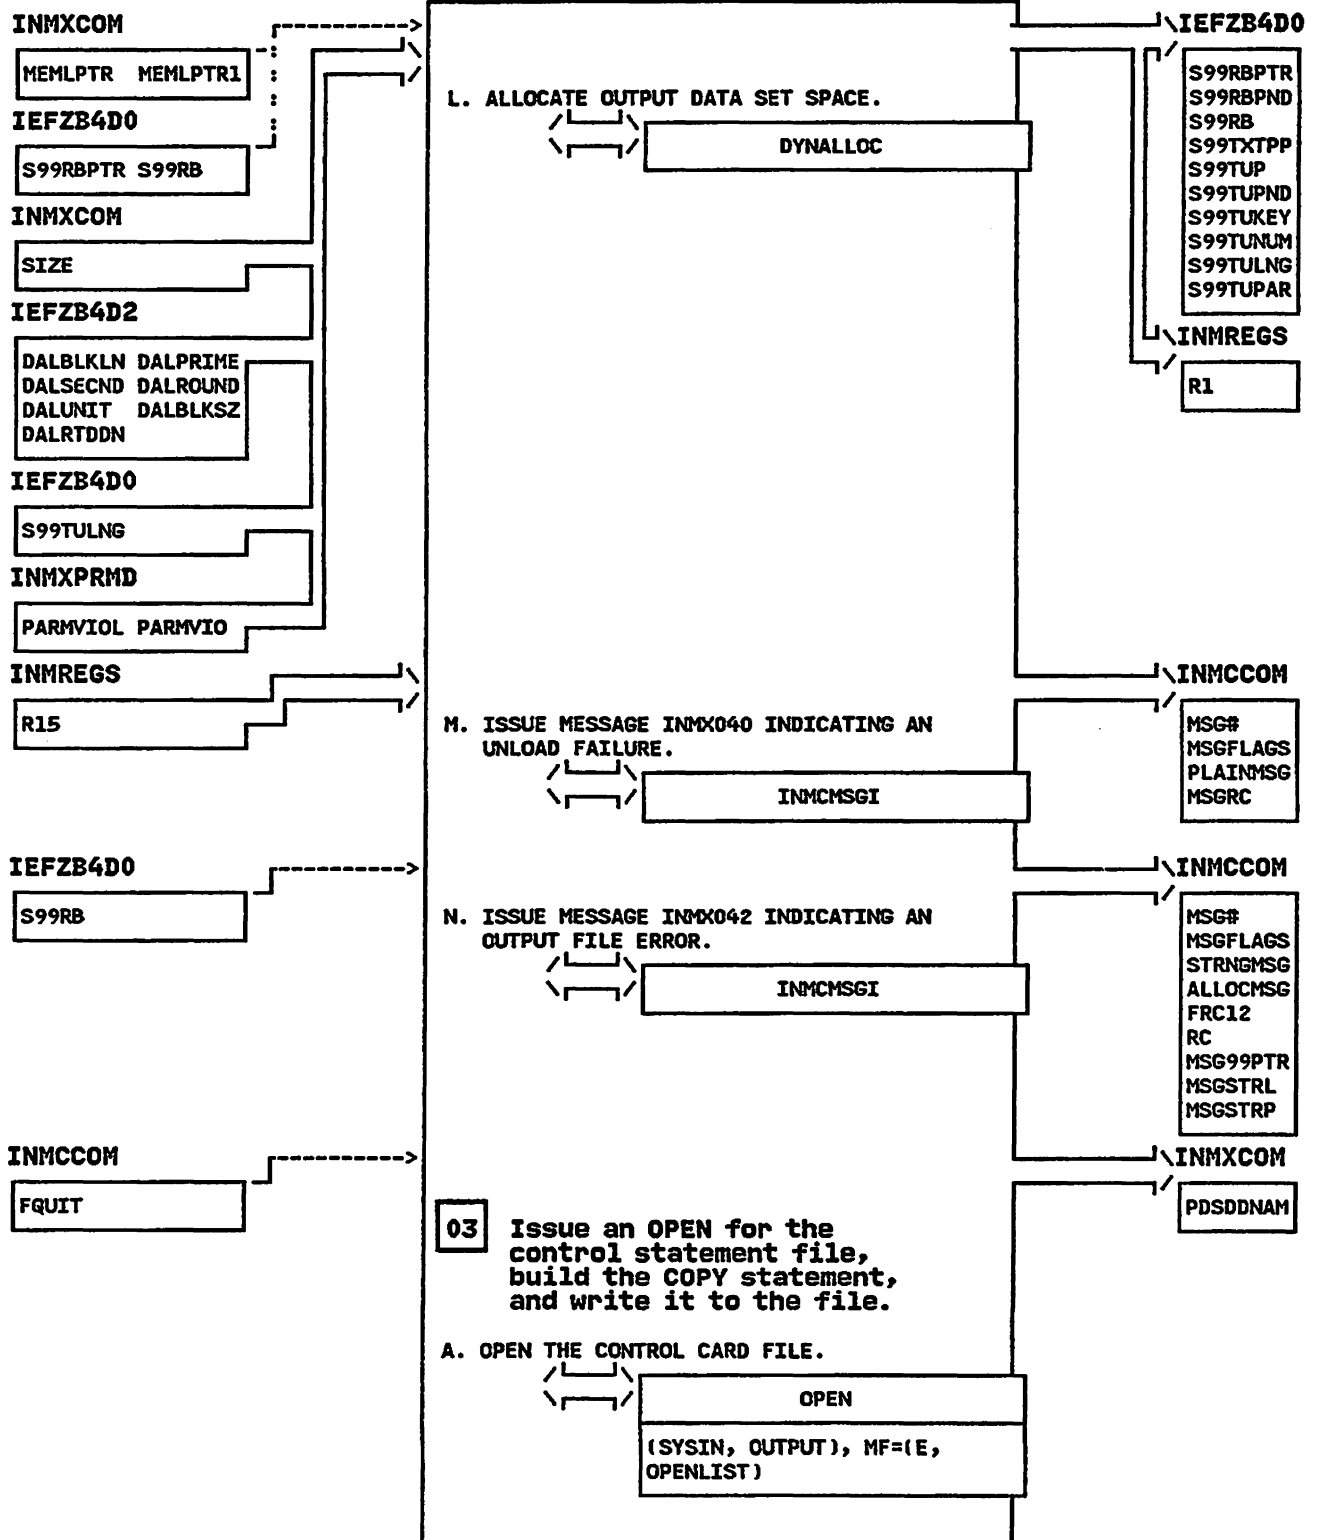 INMXCOM
MEMLPTR MEMLPTR1
IEFZB4D0
S99RBPTR S99RB
INMXCOM
SIZE
IEFZB4D2
DALBLKLN DALPRIME
DALSECND DALROUND
DALUNIT DALBLKSZ
DALRTDDN
IEFZB4D0
S99TULNG
INMXPRMD
PARMVIOL PARMVIO
INMREGS
R15
IEFZB4D0
S99RB
INMCCOM
FQUIT
L. ALLOCATE OUTPUT DATA SET SPACE.
DYNALLOC
M. ISSUE MESSAGE INMX040 INDICATING AN
UNLOAD FAILURE.
INMCMSGI
N. ISSUE MESSAGE INMX042 INDICATING AN
OUTPUT FILE ERROR.
INMCMSGI
03 Issue an OPEN for the
control statement file,
build the COPY statement,
and write it to the file.
A. OPEN THE CONTROL CARD FILE.
OPEN
(SYSIN, OUTPUT), MF=(E,
OPENLIST)
IEFZB4D0
S99RBPTR
S99RBPND
S99RB
S99TXTPP
S99TUP
S99TUPND
S99TUKEY
S99TUNUM
S99TULNG
S99TUPAR
INMREGS
R1
INMCCOM
MSG#
MSGFLAGS
PLAINMSG
MSGRC
INMCCOM
MSG#
MSGFLAGS
STRNGMSG
ALLOCMSG
FRC12
RC
MSG99PTR
MSGSTRL
MSGSTRP
INMXCOM
PDSDDNAM